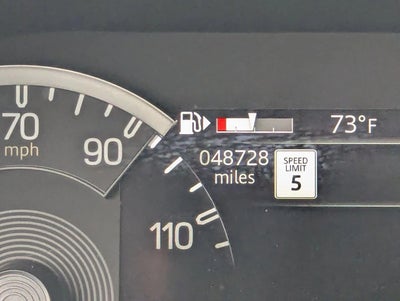 70
mph
90
110
73°F
048728
miles
SPEED
LIMIT
5